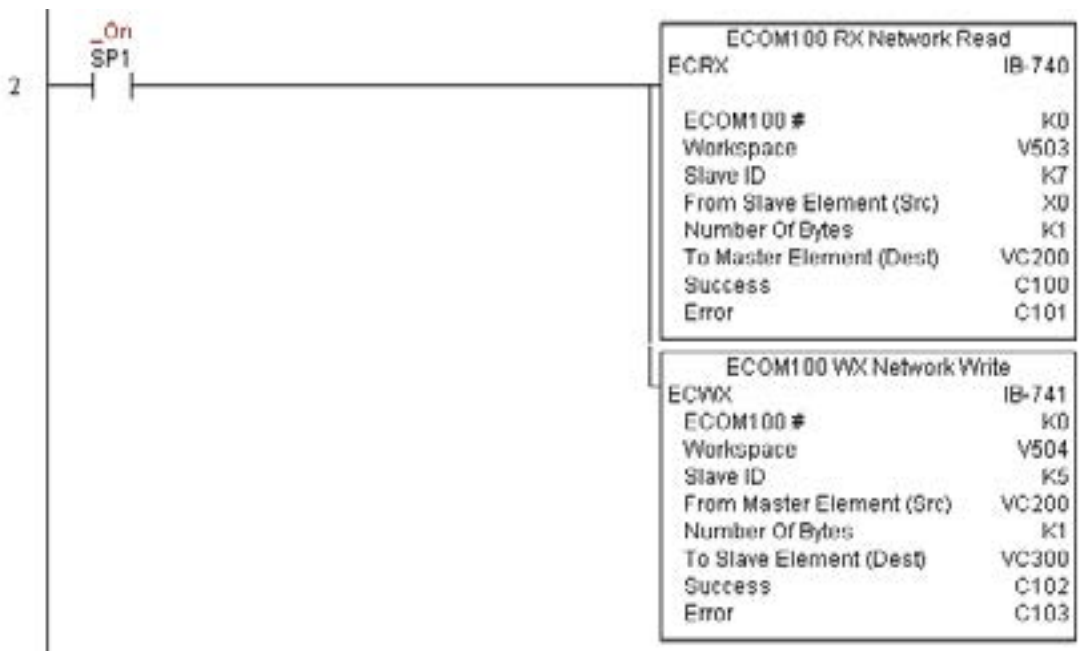 _On
SP1
2
ECOM100 RX Network Read
ECRX IB-740
ECOM100 # K0
Workspace V503
Slave ID K7
From Slave Element (Src) X0
Number Of Bytes K1
To Master Element (Dest) VC200
Success C100
Error C101
ECOM100 WX Network Write
ECWX IB-741
ECOM100 # K0
Workspace V504
Slave ID K5
From Master Element (Src) VC200
Number Of Bytes K1
To Slave Element (Dest) VC300
Success C102
Error C103